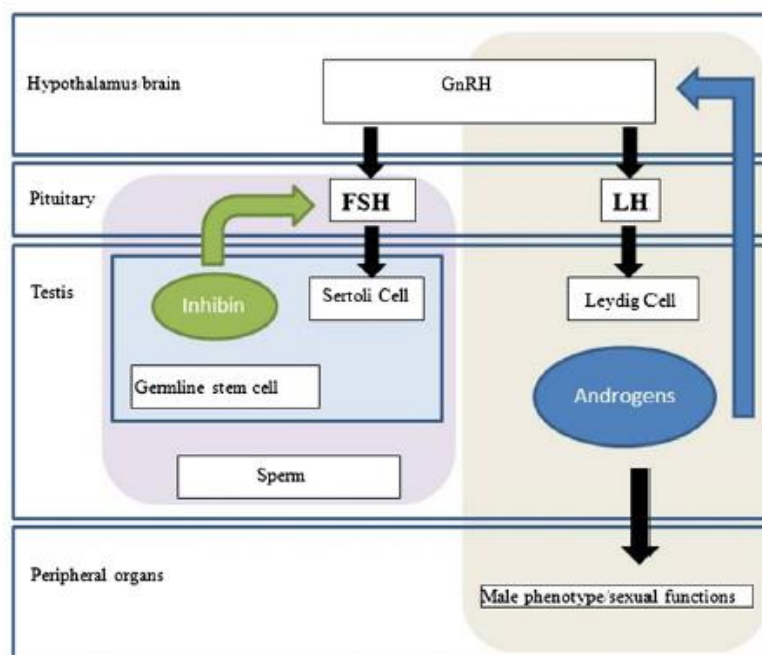 Hypothalamus/brain
GnRH
Pituitary
FSH
LH
Testis
Inhibin
Sertoli Cell
Leydig Cell
Germline stem cell
Androgens
Sperm
Peripheral organs
Male phenotype/sexual functions